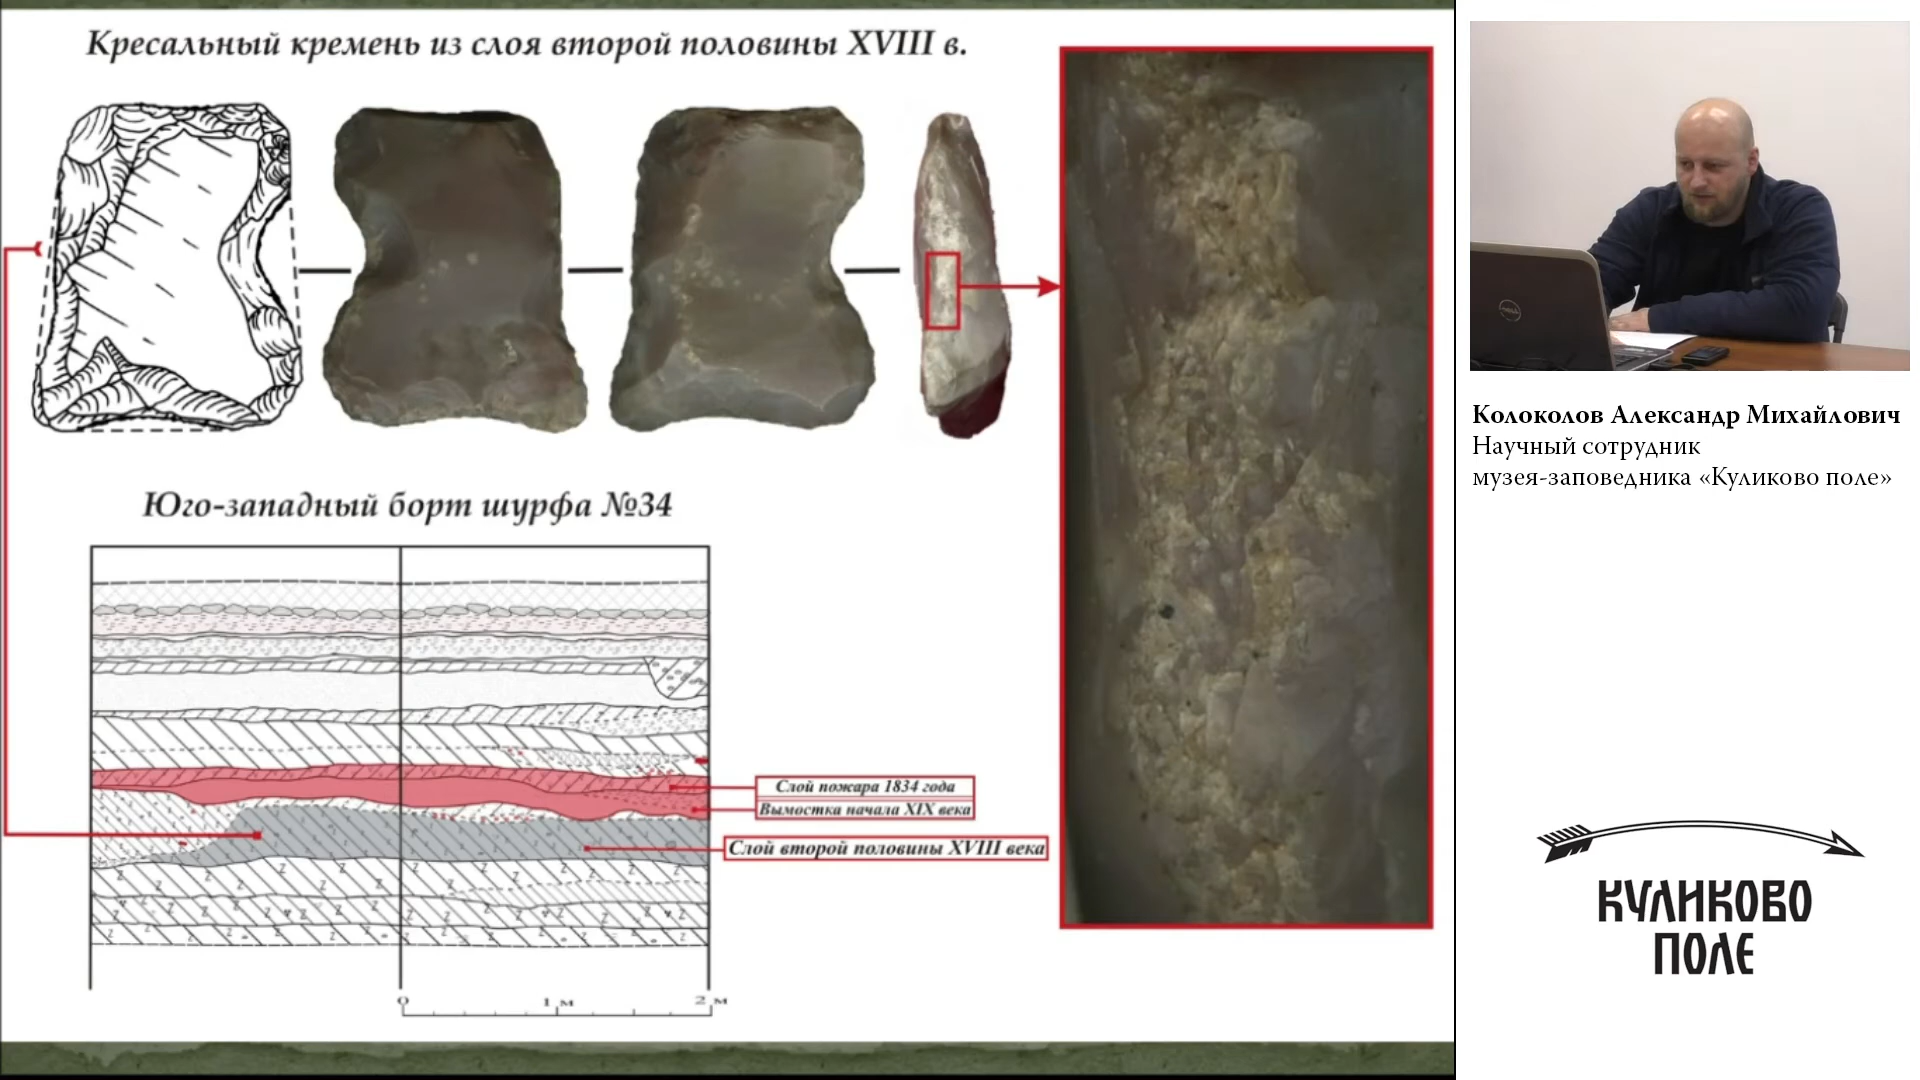 Кресальный кремень из слоя второй половины XVIII в.
Юго-западный борт шурфа №34
Слой пожара 1834 года
Вымостка начала XIX века
Слой второй половины XVIII века
0 1 м 2 м
DELL
Колоколов Александр Михайлович
Научный сотрудник
музея-заповедника «Куликово поле»
КУЛИКОВО
ПОЛЕ